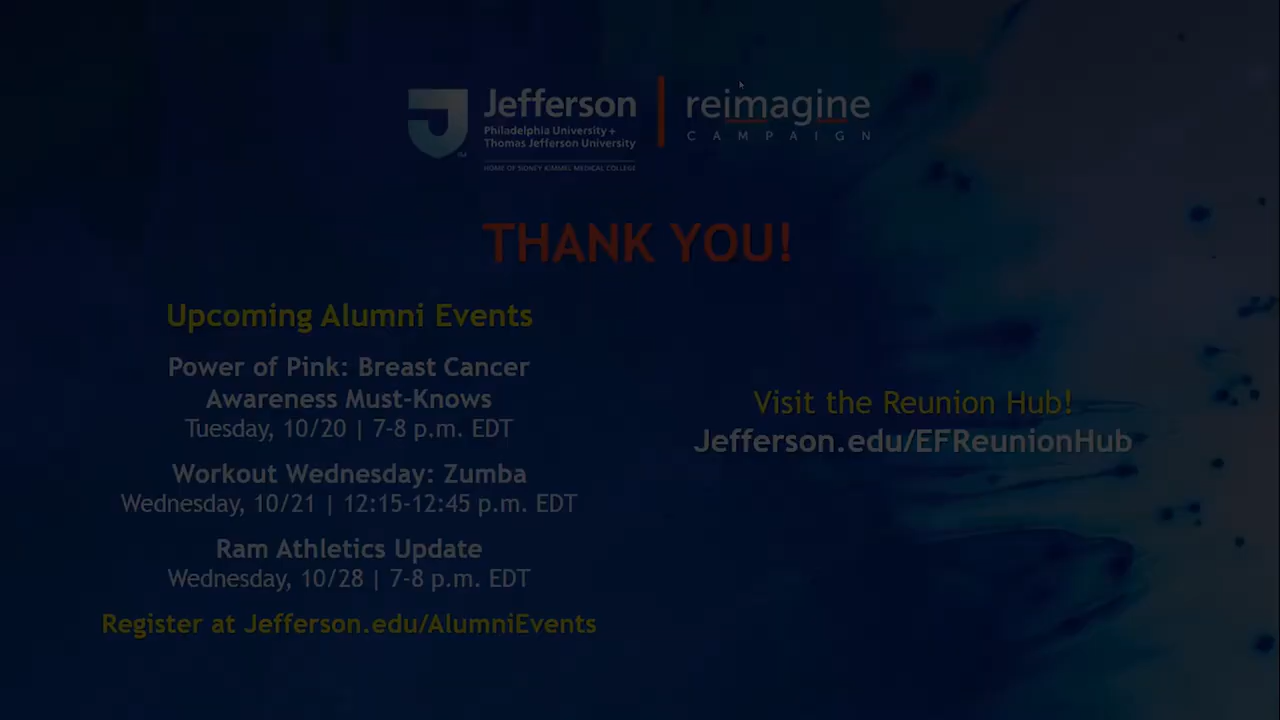 Jefferson
Philadelphia University +
Thomas Jefferson University
HOME OF SIDNEY KIMMEL MEDICAL COLLEGE
reimagine
CAMPAIGN
THANK YOU!
Upcoming Alumni Events
Power of Pink: Breast Cancer
Awareness Must-Knows
Tuesday, 10/20 | 7-8 p.m. EDT
Workout Wednesday: Zumba
Wednesday, 10/21 | 12:15-12:45 p.m. EDT
Ram Athletics Update
Wednesday, 10/28 | 7-8 p.m. EDT
Register at Jefferson.edu/AlumniEvents
Visit the Reunion Hub!
Jefferson.edu/EFReunionHub